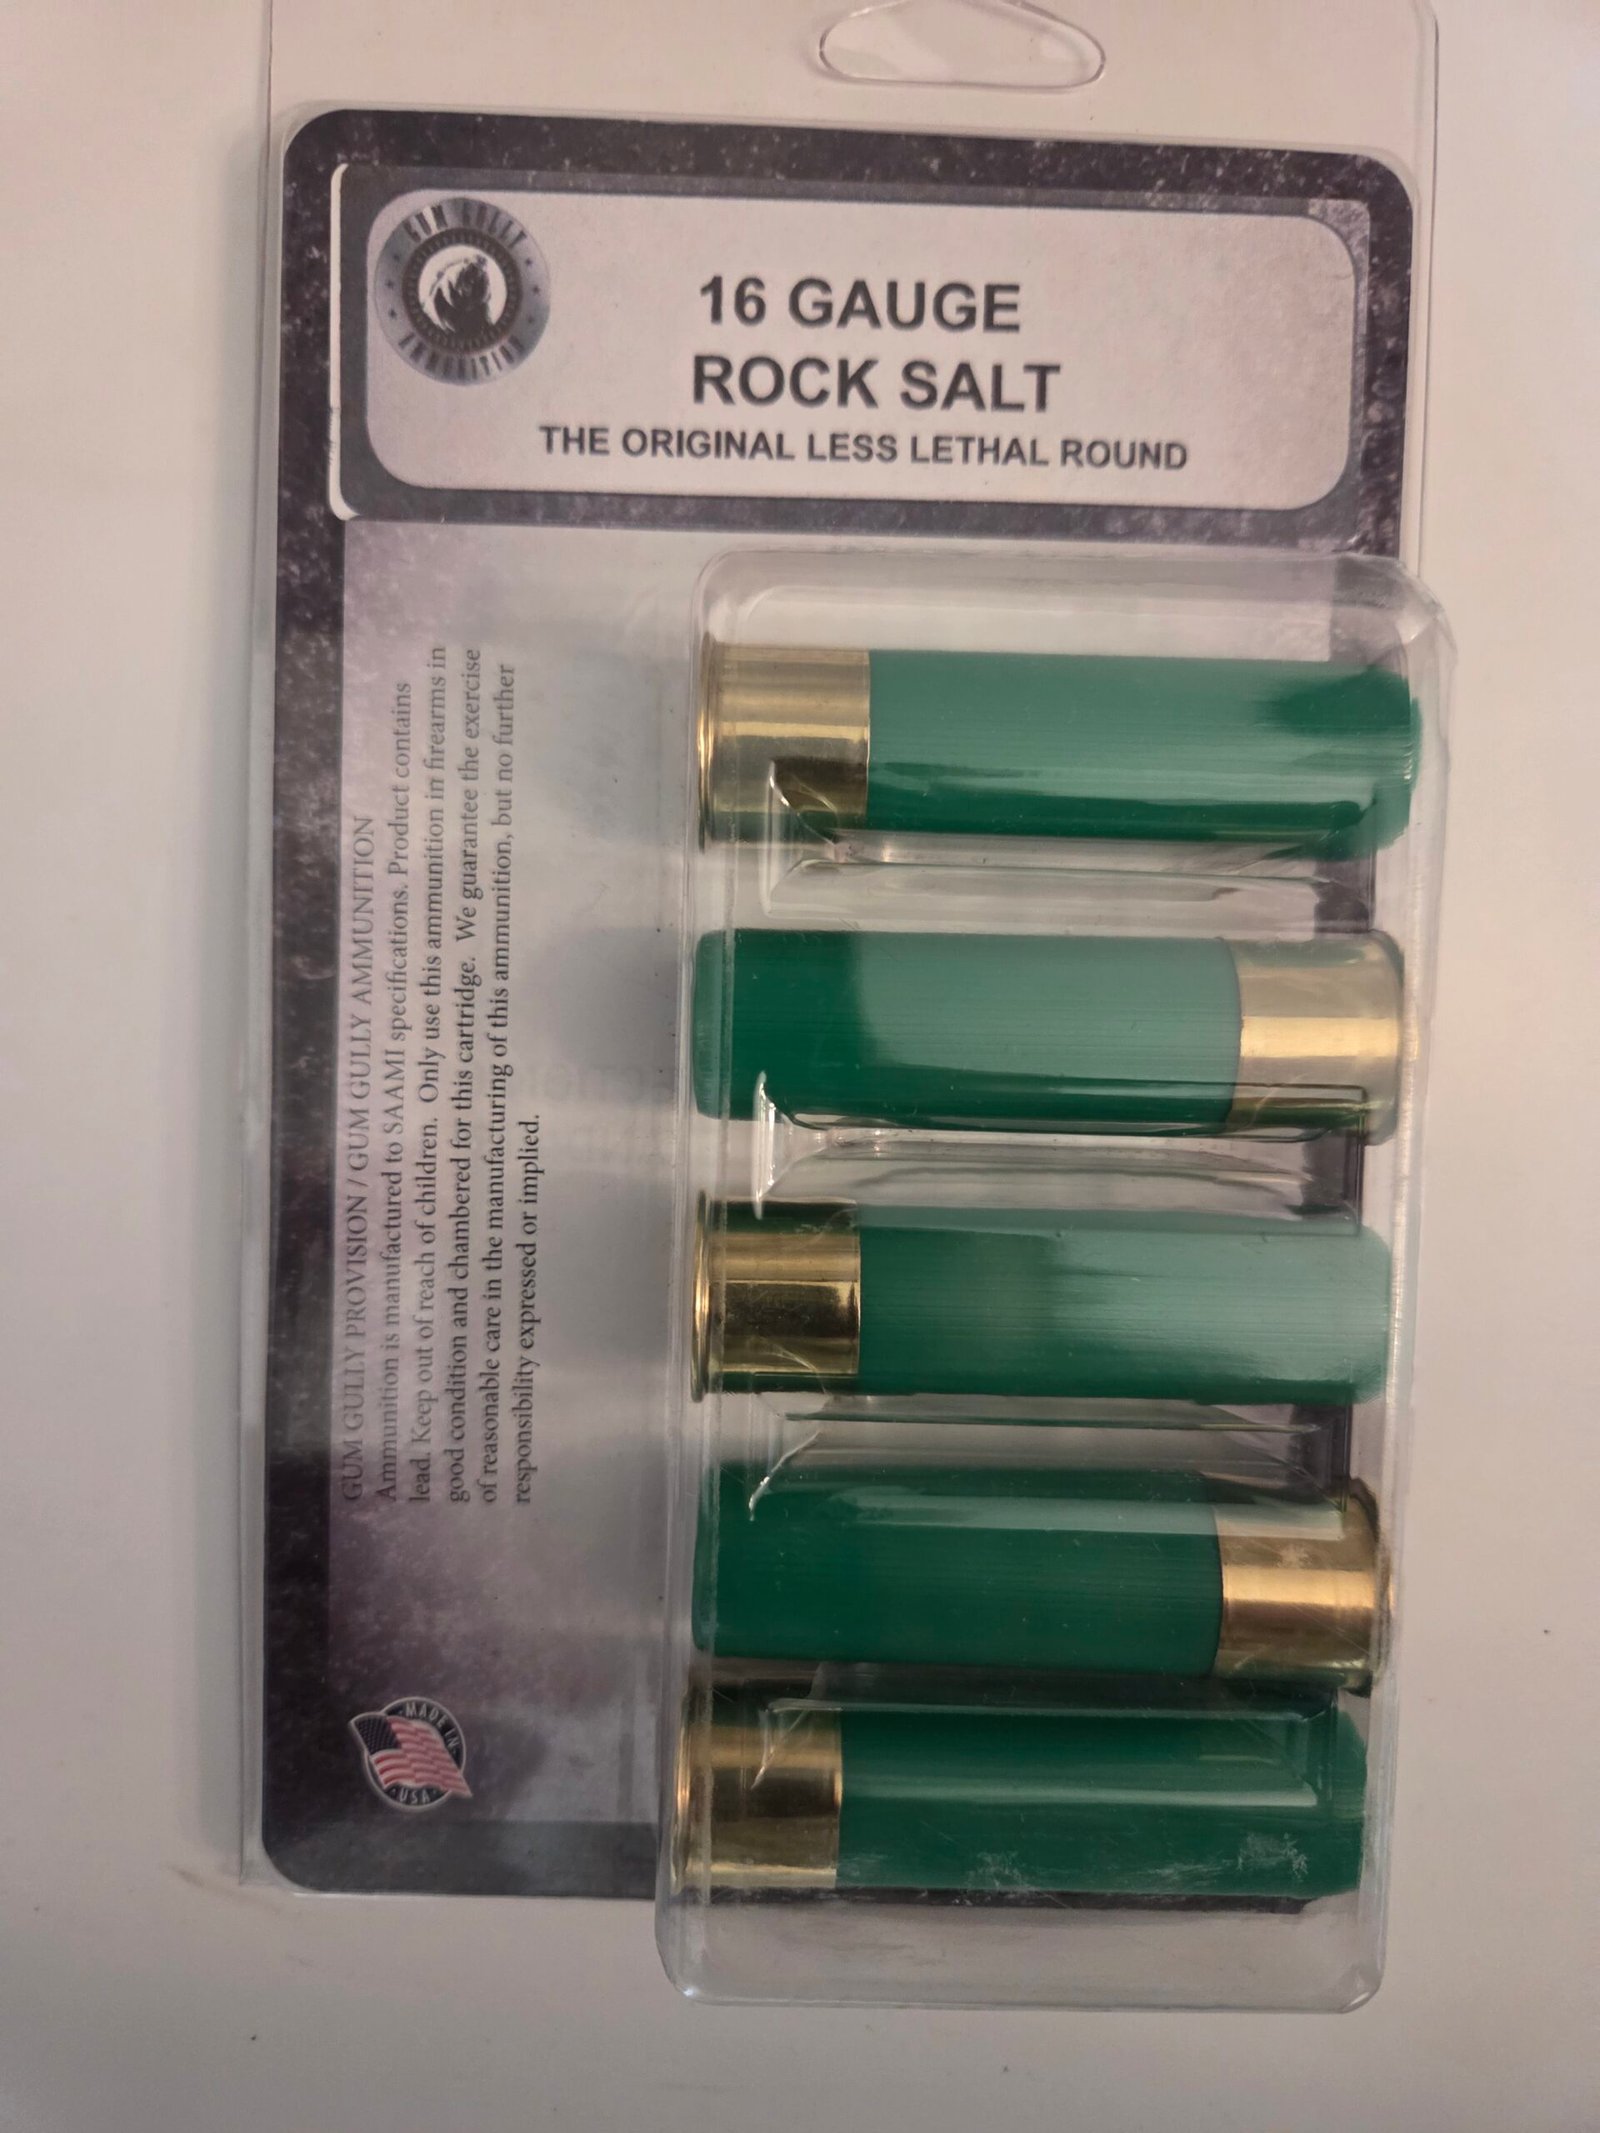 GUM GULLY
AMMUNITION
16 GAUGE
ROCK SALT
THE ORIGINAL LESS LETHAL ROUND
GUM GULLY PROVISION / GUM GULLY AMMUNITION
Ammunition is manufactured to SAAMI specifications. Product contains
lead. Keep out of reach of children. Only use this ammunition in firearms in
good condition and chambered for this cartridge. We guarantee the exercise
of reasonable care in the manufacturing of this ammunition, but no further
responsibility expressed or implied.
MADE IN
USA